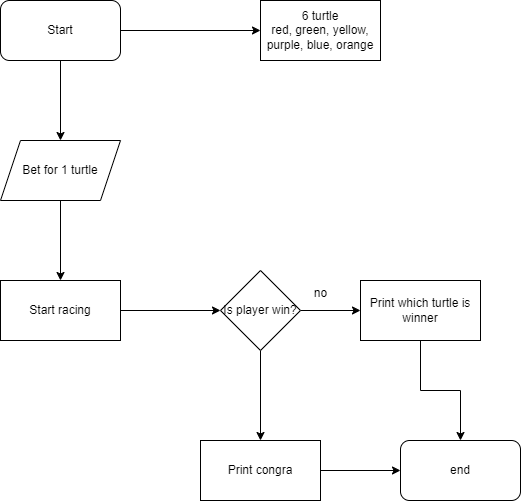 Start
6 turtle
red, green, yellow,
purple, blue, orange
Bet for 1 turtle
Start racing
Is player win?
no
Print which turtle is
winner
Print congra
end